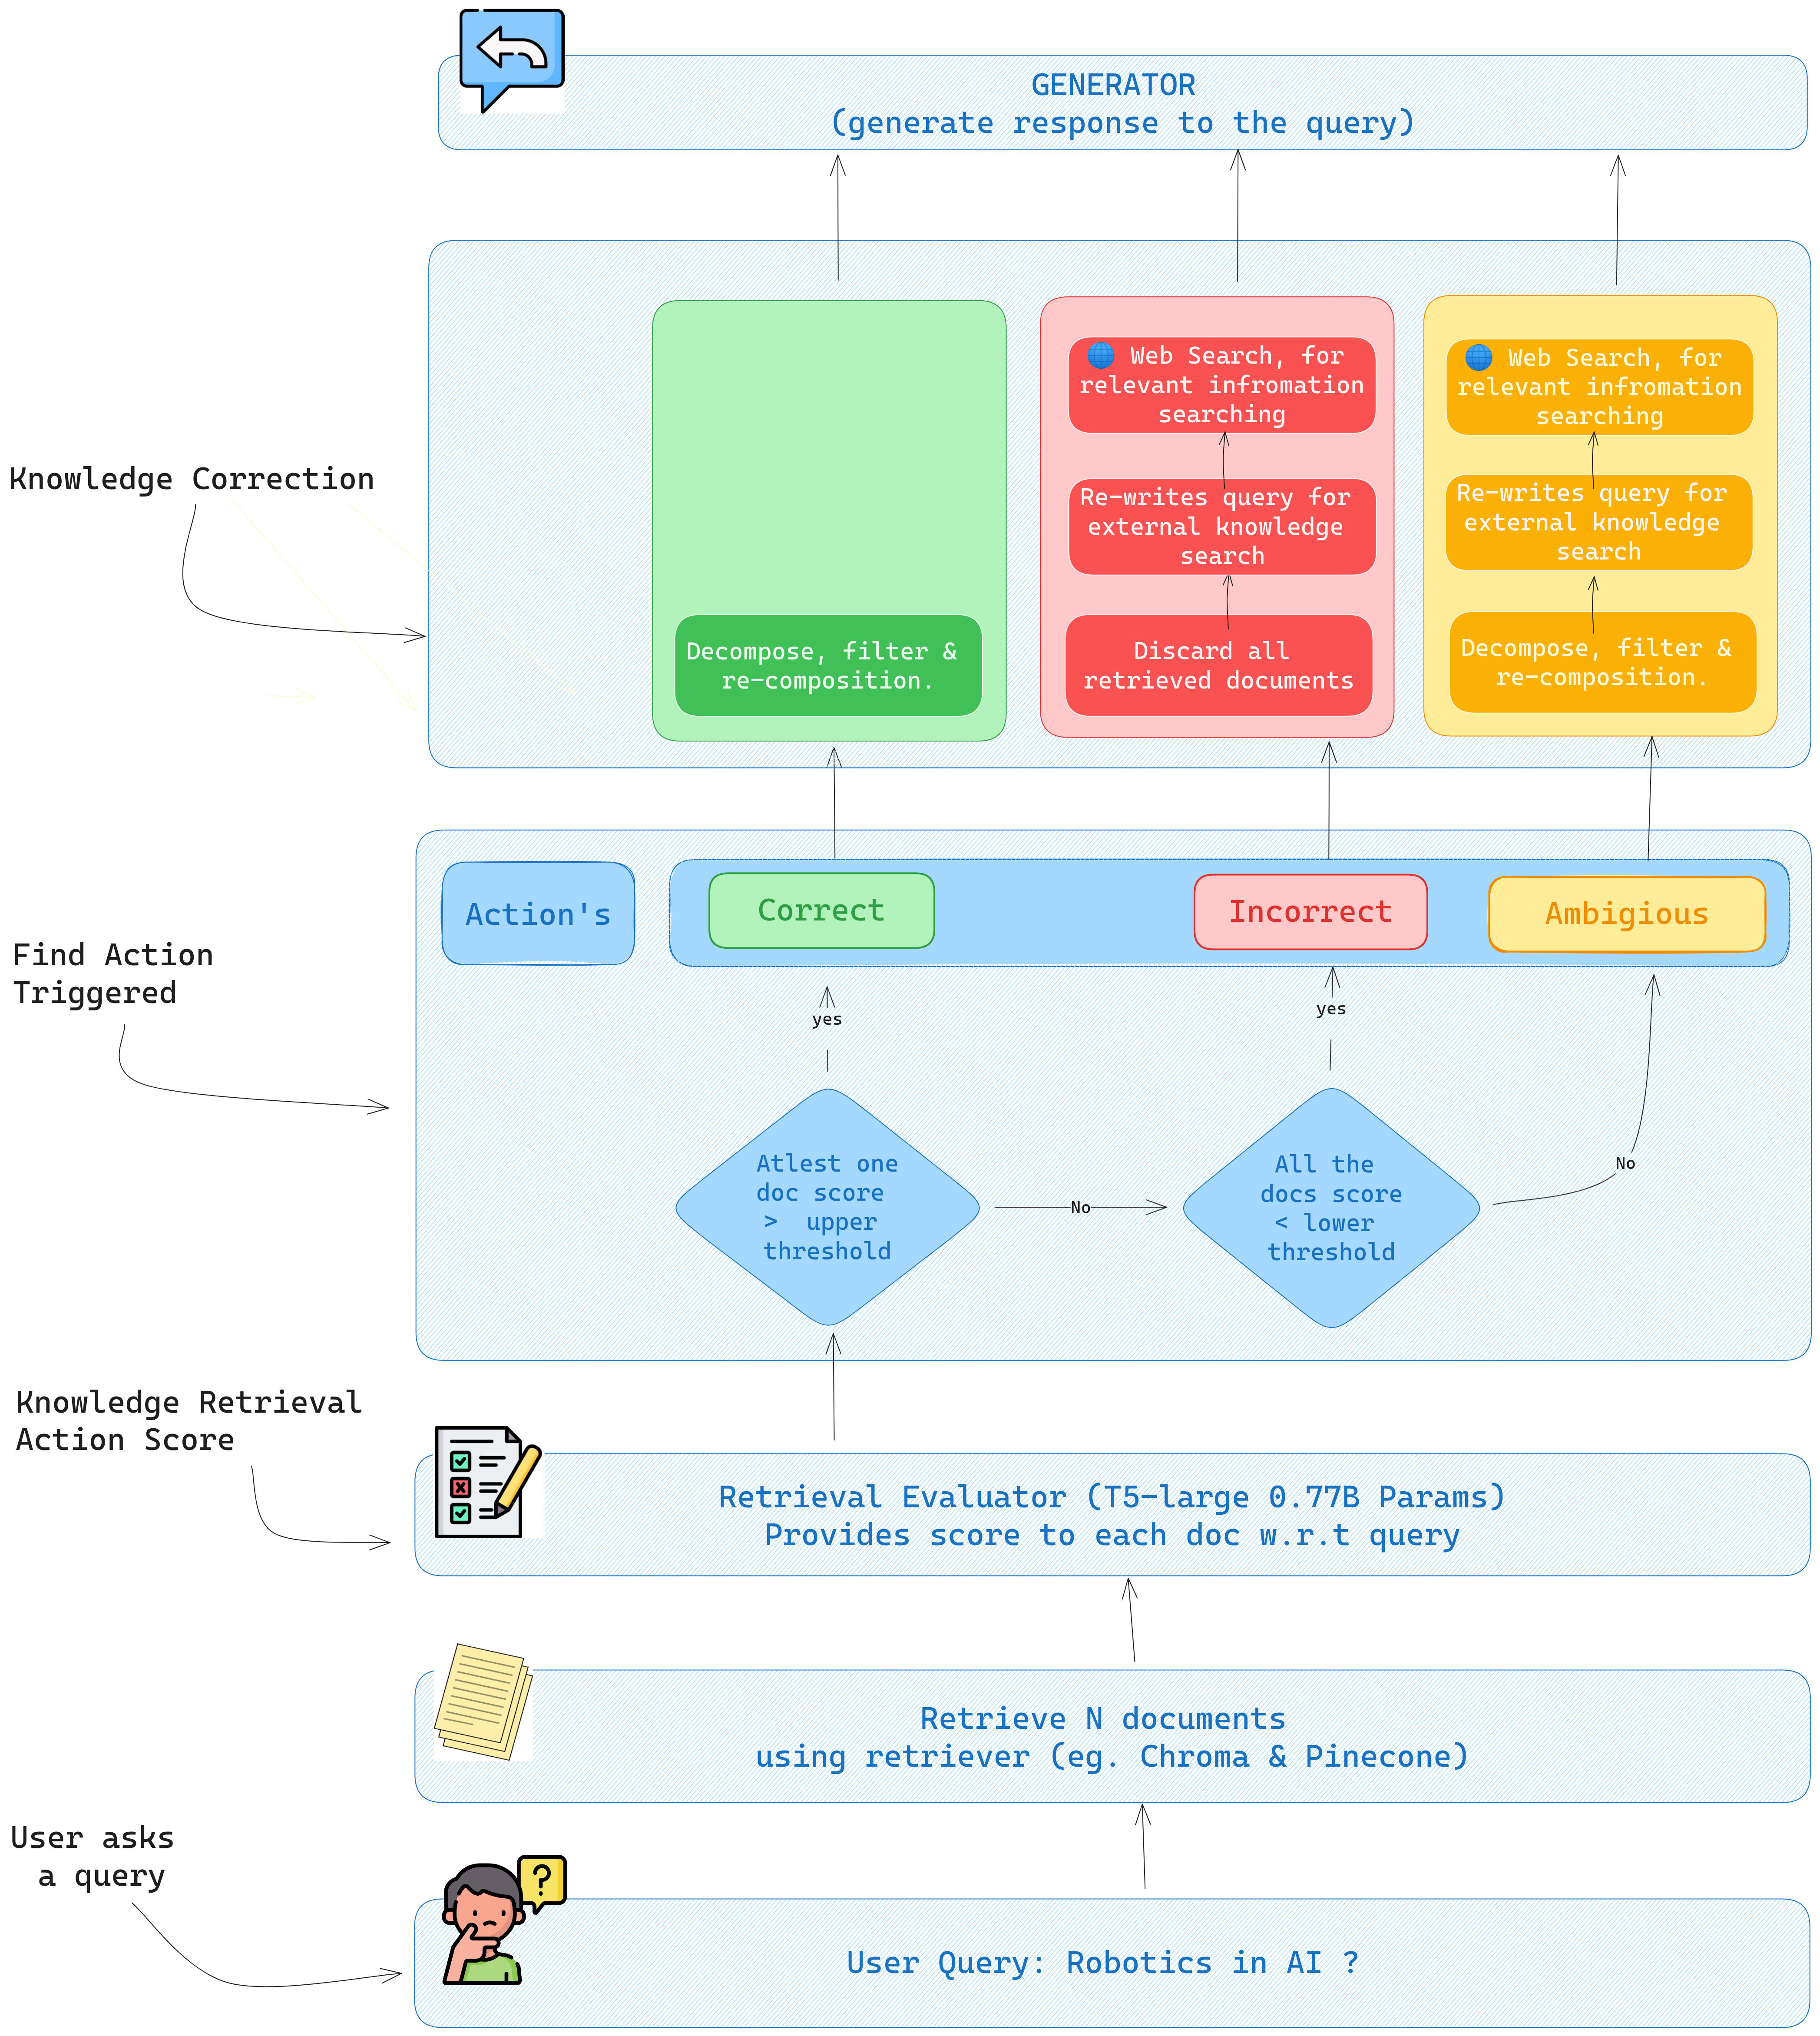 GENERATOR
(generate response to the query)
🌐 Web Search, for
relevant infromation
searching
🌐 Web Search, for
relevant infromation
searching
Knowledge Correction
Re-writes query for
external knowledge
search
Re-writes query for
external knowledge
search
Decompose, filter &
re-composition.
Discard all
retrieved documents
Decompose, filter &
re-composition.
Action's
Correct
Incorrect
Ambigious
Find Action
Triggered
yes
yes
Atlest one
doc score
> upper
threshold
No
All the
docs score
< lower
threshold
No
Knowledge Retrieval
Action Score
Retrieval Evaluator (T5-large 0.77B Params)
Provides score to each doc w.r.t query
Retrieve N documents
using retriever (eg. Chroma & Pinecone)
User asks
a query
?
User Query: Robotics in AI ?